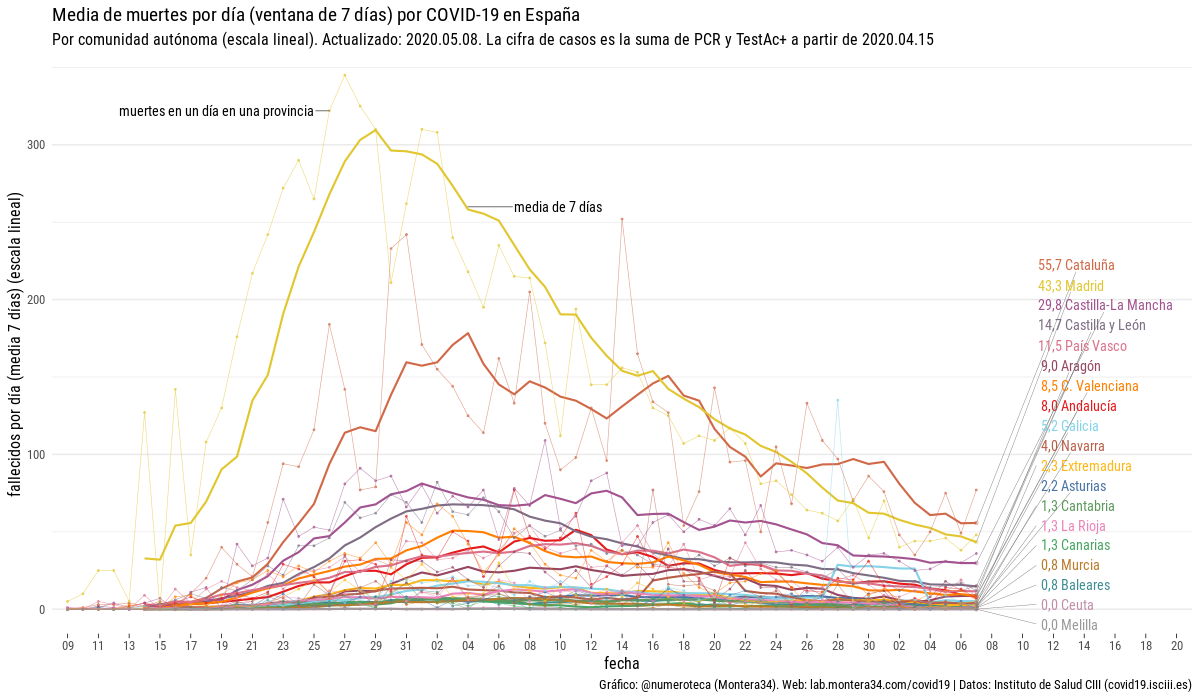 Media de muertes por día (ventana de 7 días) por COVID-19 en España
Por comunidad autónoma (escala lineal). Actualizado: 2020.05.08. La cifra de casos es la suma de PCR y TestAc+ a partir de 2020.04.15
muertes en un día en una provincia
media de 7 días
fallecidos por día (media 7 días) (escala lineal)
300
200
100
0
55,7 Cataluña
43,3 Madrid
29,8 Castilla-La Mancha
14,7 Castilla y León
11,5 País Vasco
9,0 Aragón
8,5 C. Valenciana
8,0 Andalucía
5,2 Galicia
4,0 Navarra
2,3 Extremadura
2,2 Asturias
1,3 Cantabria
1,3 La Rioja
1,3 Canarias
0,8 Murcia
0,8 Baleares
0,0 Ceuta
0,0 Melilla
09 11 13 15 17 19 21 23 25 27 29 31 02 04 06 08 10 12 14 16 18 20 22 24 26 28 30 02 04 06 08 10 12 14 16 18 20
fecha
Gráfico: @numeroteca (Montera34). Web: lab.montera34.com/covid19 | Datos: Instituto de Salud CIII (covid19.isciii.es)